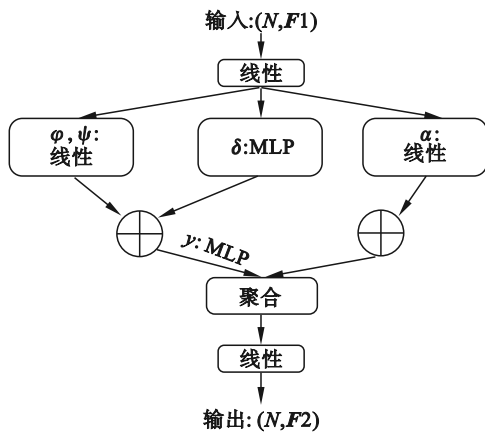 输入:(N,F1)
线性
φ,ψ:
线性
δ:MLP
α:
线性
y:MLP
聚合
线性
输出:(N,F2)